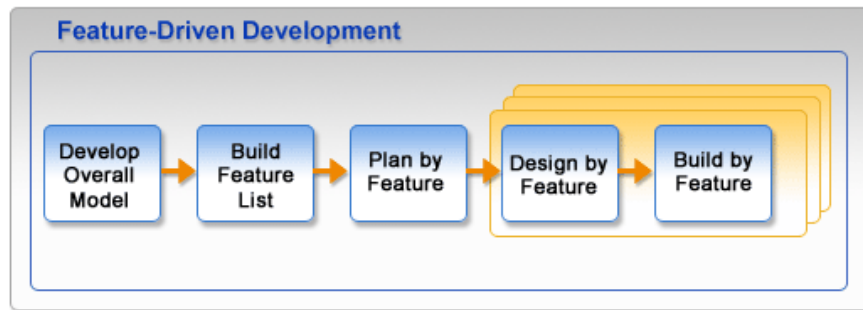 Feature-Driven Development
Develop
Overall
Model
Build
Feature
List
Plan by
Feature
Design by
Feature
Build by
Feature